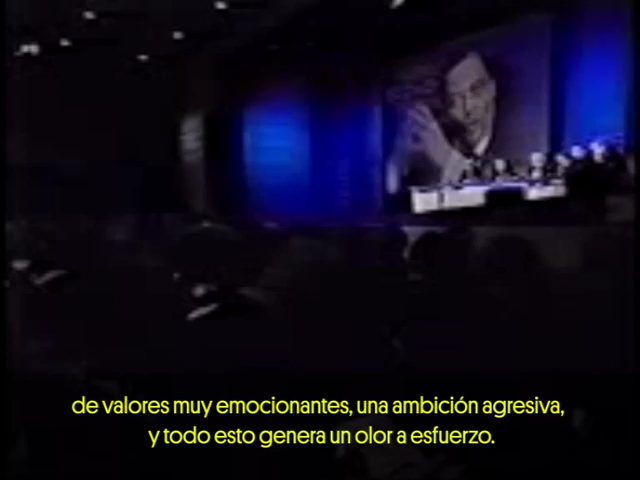 de valores muy emocionantes, una ambición agresiva,
y todo esto genera un olor a esfuerzo.